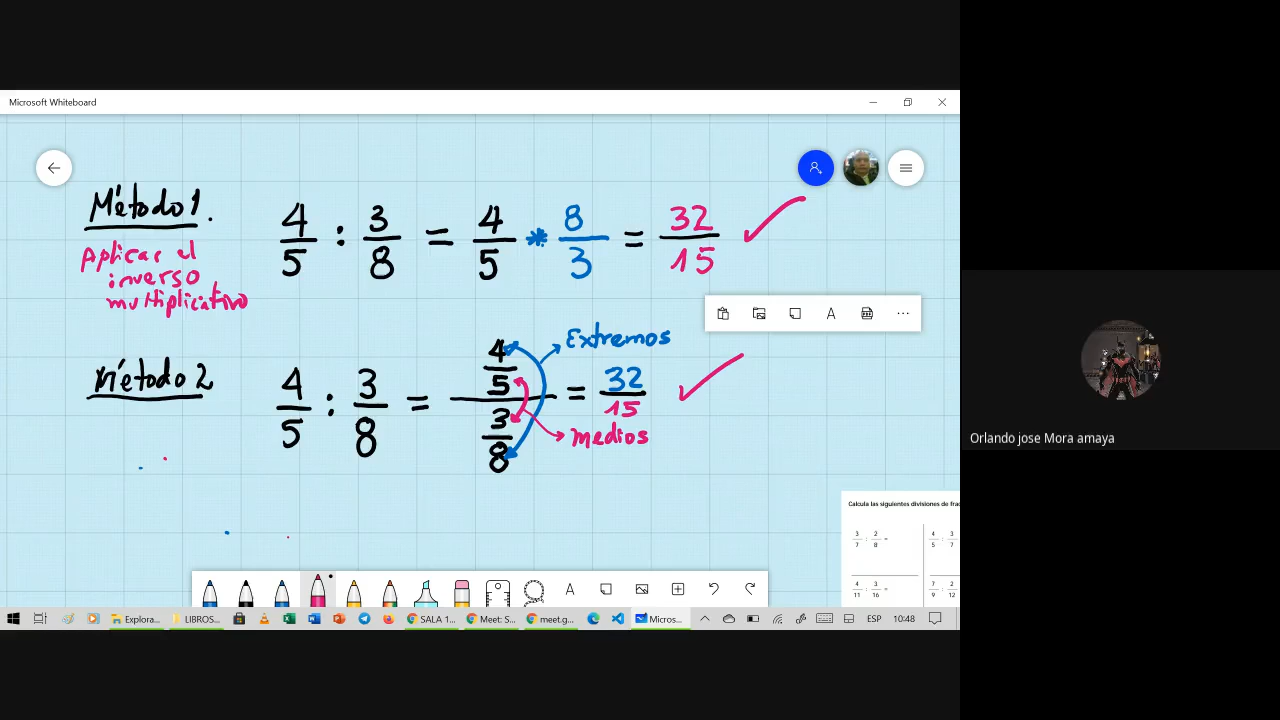 Microsoft Whiteboard
Método 1.
Aplicar el
inverso
multiplicativo
4/5 : 3/8 = 4/5 * 8/3 = 32/15 ✓
Método 2
4/5 : 3/8 = (4/5)/(3/8) = 32/15 ✓
Extremos
medios
Orlando jose Mora amaya
Calcula las siguientes divisiones de frac
3/7 : 2/8 =
4/5 : 3/7
4/11 : 3/16 =
7/9 : 2/12
Explora...
LIBROS...
SALA 1...
Meet: S...
meet.g...
Micros...
ESP
10:48